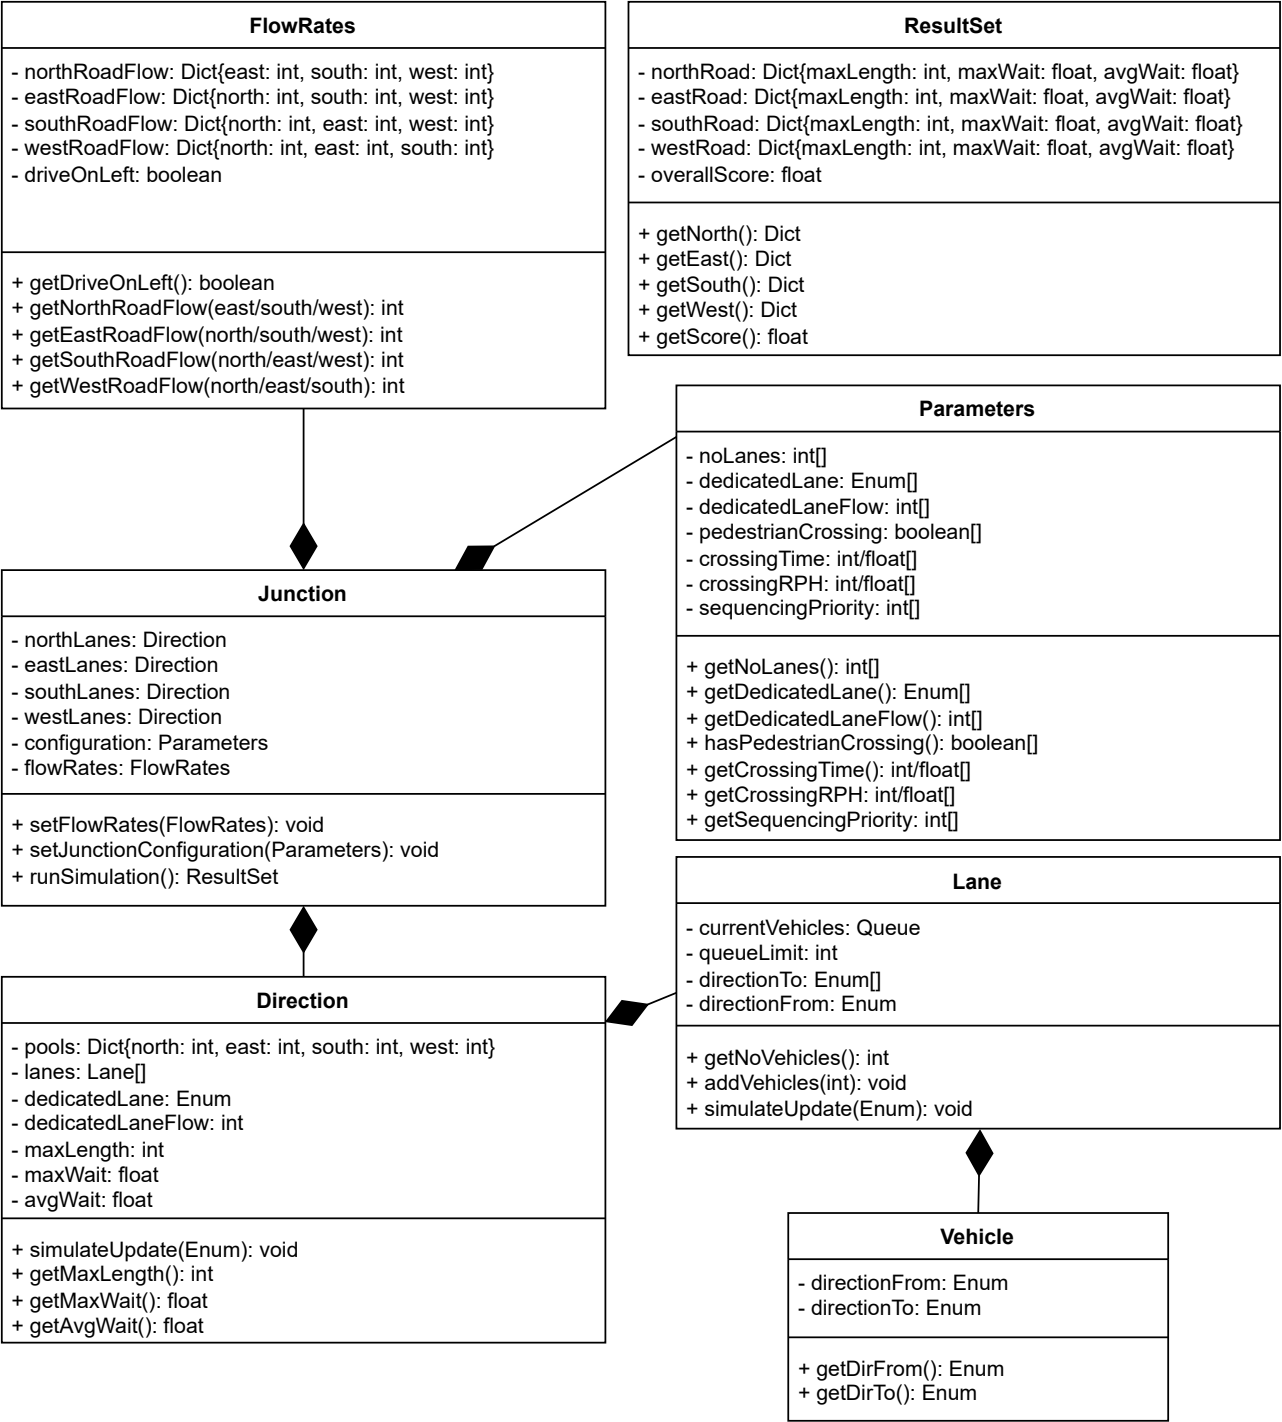 FlowRates
- northRoadFlow: Dict{east: int, south: int, west: int}
- eastRoadFlow: Dict{north: int, south: int, west: int}
- southRoadFlow: Dict{north: int, east: int, west: int}
- westRoadFlow: Dict{north: int, east: int, south: int}
- driveOnLeft: boolean
+ getDriveOnLeft(): boolean
+ getNorthRoadFlow(east/south/west): int
+ getEastRoadFlow(north/south/west): int
+ getSouthRoadFlow(north/east/west): int
+ getWestRoadFlow(north/east/south): int
ResultSet
- northRoad: Dict{maxLength: int, maxWait: float, avgWait: float}
- eastRoad: Dict{maxLength: int, maxWait: float, avgWait: float}
- southRoad: Dict{maxLength: int, maxWait: float, avgWait: float}
- westRoad: Dict{maxLength: int, maxWait: float, avgWait: float}
- overallScore: float
+ getNorth(): Dict
+ getEast(): Dict
+ getSouth(): Dict
+ getWest(): Dict
+ getScore(): float
Parameters
- noLanes: int[]
- dedicatedLane: Enum[]
- dedicatedLaneFlow: int[]
- pedestrianCrossing: boolean[]
- crossingTime: int/float[]
- crossingRPH: int/float[]
- sequencingPriority: int[]
+ getNoLanes(): int[]
+ getDedicatedLane(): Enum[]
+ getDedicatedLaneFlow(): int[]
+ hasPedestrianCrossing(): boolean[]
+ getCrossingTime(): int/float[]
+ getCrossingRPH: int/float[]
+ getSequencingPriority: int[]
Junction
- northLanes: Direction
- eastLanes: Direction
- southLanes: Direction
- westLanes: Direction
- configuration: Parameters
- flowRates: FlowRates
+ setFlowRates(FlowRates): void
+ setJunctionConfiguration(Parameters): void
+ runSimulation(): ResultSet
Lane
- currentVehicles: Queue
- queueLimit: int
- directionTo: Enum[]
- directionFrom: Enum
+ getNoVehicles(): int
+ addVehicles(int): void
+ simulateUpdate(Enum): void
Direction
- pools: Dict{north: int, east: int, south: int, west: int}
- lanes: Lane[]
- dedicatedLane: Enum
- dedicatedLaneFlow: int
- maxLength: int
- maxWait: float
- avgWait: float
+ simulateUpdate(Enum): void
+ getMaxLength(): int
+ getMaxWait(): float
+ getAvgWait(): float
Vehicle
- directionFrom: Enum
- directionTo: Enum
+ getDirFrom(): Enum
+ getDirTo(): Enum